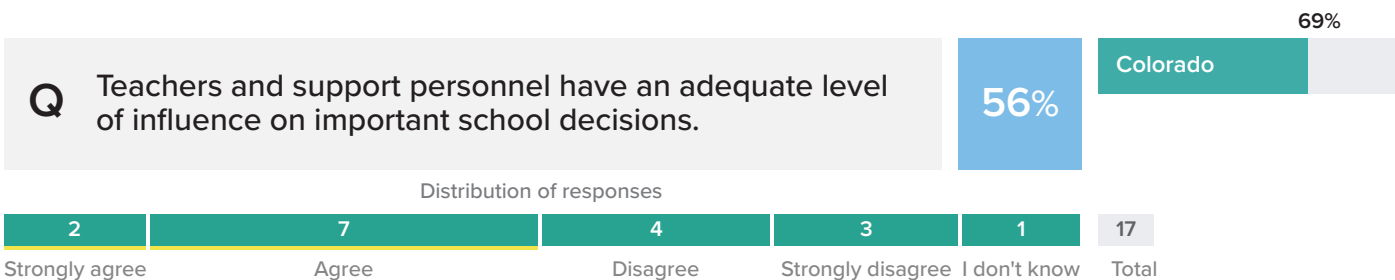 69%
Q Teachers and support personnel have an adequate level
of influence on important school decisions.
56%
Colorado
Distribution of responses
2 7 4 3 1 17
Strongly agree Agree Disagree Strongly disagree I don't know Total